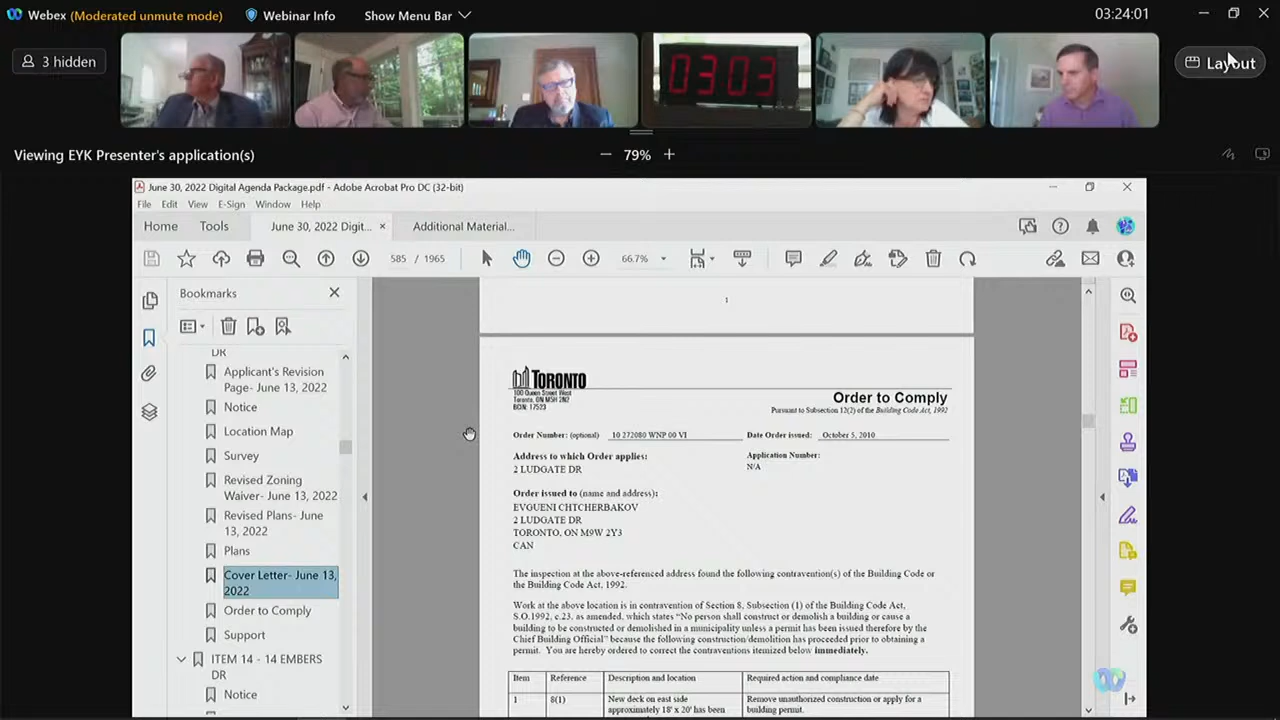 Webex (Moderated unmute mode) Webinar Info Show Menu Bar 03:24:01
3 hidden
03:03
Layout
Viewing EYK Presenter's application(s)
79%
June 30, 2022 Digital Agenda Package.pdf - Adobe Acrobat Pro DC (32-bit)
File Edit View E-Sign Window Help
Home Tools June 30, 2022 Digit... Additional Material...
585 / 1965 66.7%
Bookmarks
DR
Applicant's Revision
Page- June 13, 2022
Notice
Location Map
Survey
Revised Zoning
Waiver- June 13, 2022
Revised Plans- June
13, 2022
Plans
Cover Letter- June 13,
2022
Order to Comply
Support
ITEM 14 - 14 EMBERS
DR
Notice
1
TORONTO
100 Queen Street West
Toronto, ON M5H 2N2
BCIN: 17523
Order to Comply
Pursuant to Subsection 12(2) of the Building Code Act, 1992
Order Number: (optional) 10 272080 WNP 00 VI Date Order issued: October 5, 2010
Address to which Order applies: Application Number:
2 LUDGATE DR N/A
Order issued to (name and address):
EVGUENI CHTCHERBAKOV
2 LUDGATE DR
TORONTO, ON M9W 2Y3
CAN
The inspection at the above-referenced address found the following contravention(s) of the Building Code or
the Building Code Act, 1992.
Work at the above location is in contravention of Section 8, Subsection (1) of the Building Code Act,
S.O.1992, c.23, as amended, which states "No person shall construct or demolish a building or cause a
building to be constructed or demolished in a municipality unless a permit has been issued therefore by the
Chief Building Official" because the following construction/demolition has proceeded prior to obtaining a
permit. You are hereby ordered to correct the contraventions itemized below immediately.
Item Reference Description and location Required action and compliance date
1 8(1) New deck on east side Remove unauthorized construction or apply for a
approximately 18' x 20' has been building permit.